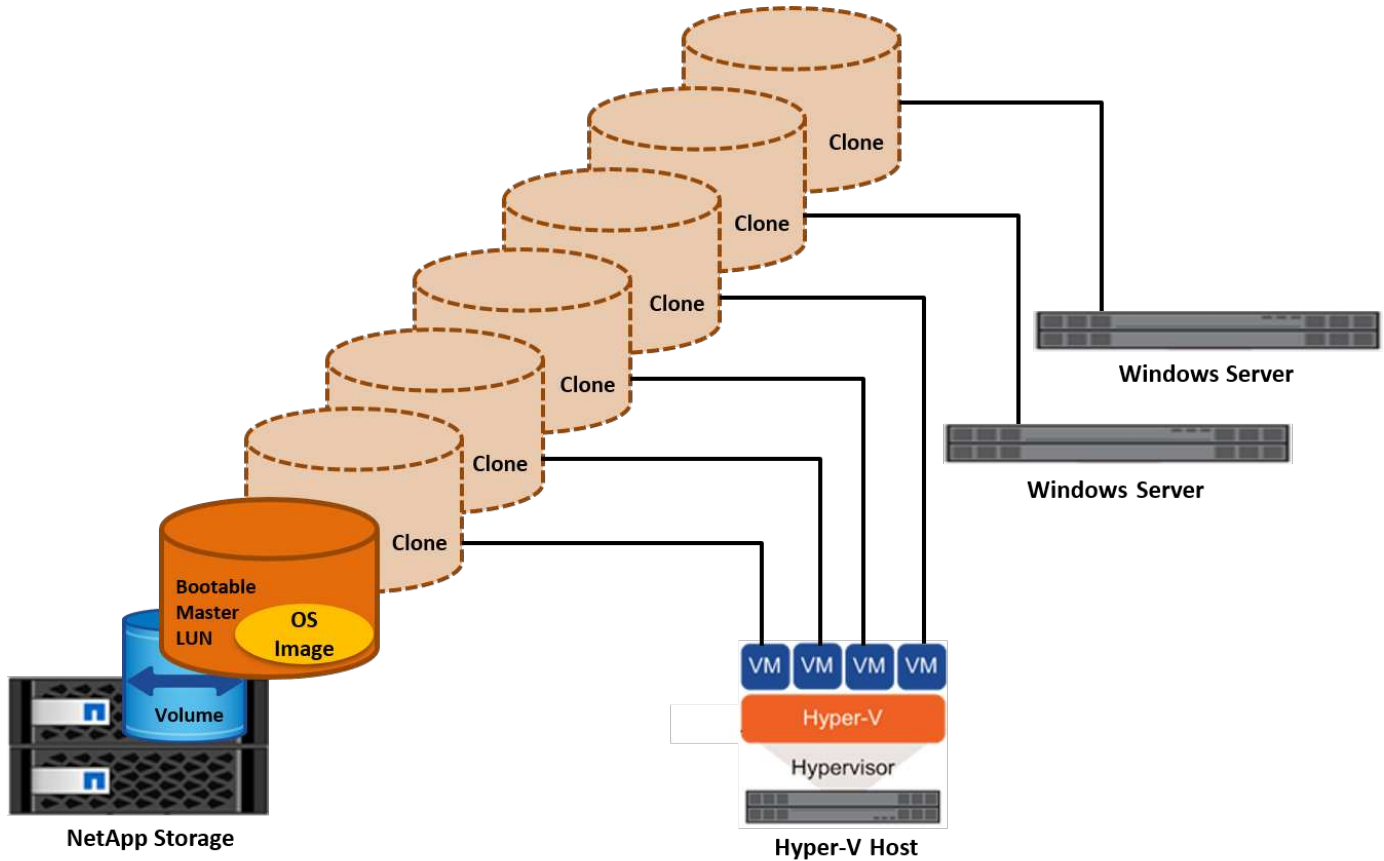 Clone
Clone
Clone
Clone
Clone
Clone
Windows Server
Windows Server
Bootable
Master
LUN
OS
Image
Volume
NetApp Storage
VM VM VM VM
Hyper-V
Hypervisor
Hyper-V Host